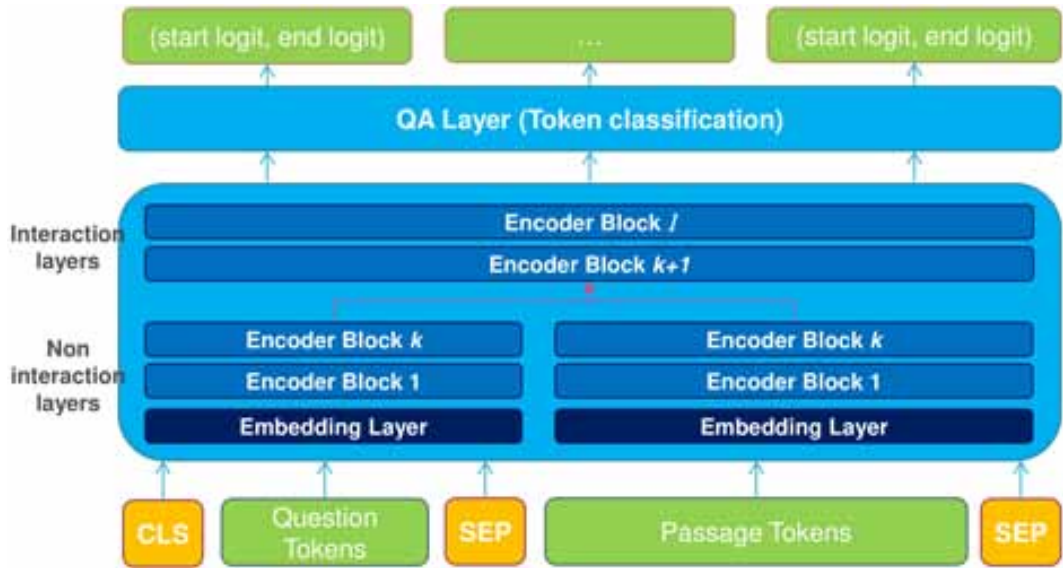 (start logit, end logit)
...
(start logit, end logit)
QA Layer (Token classification)
Interaction
layers
Encoder Block l
Encoder Block k+1
Non
interaction
layers
Encoder Block k
Encoder Block k
Encoder Block 1
Encoder Block 1
Embedding Layer
Embedding Layer
CLS
Question
Tokens
SEP
Passage Tokens
SEP